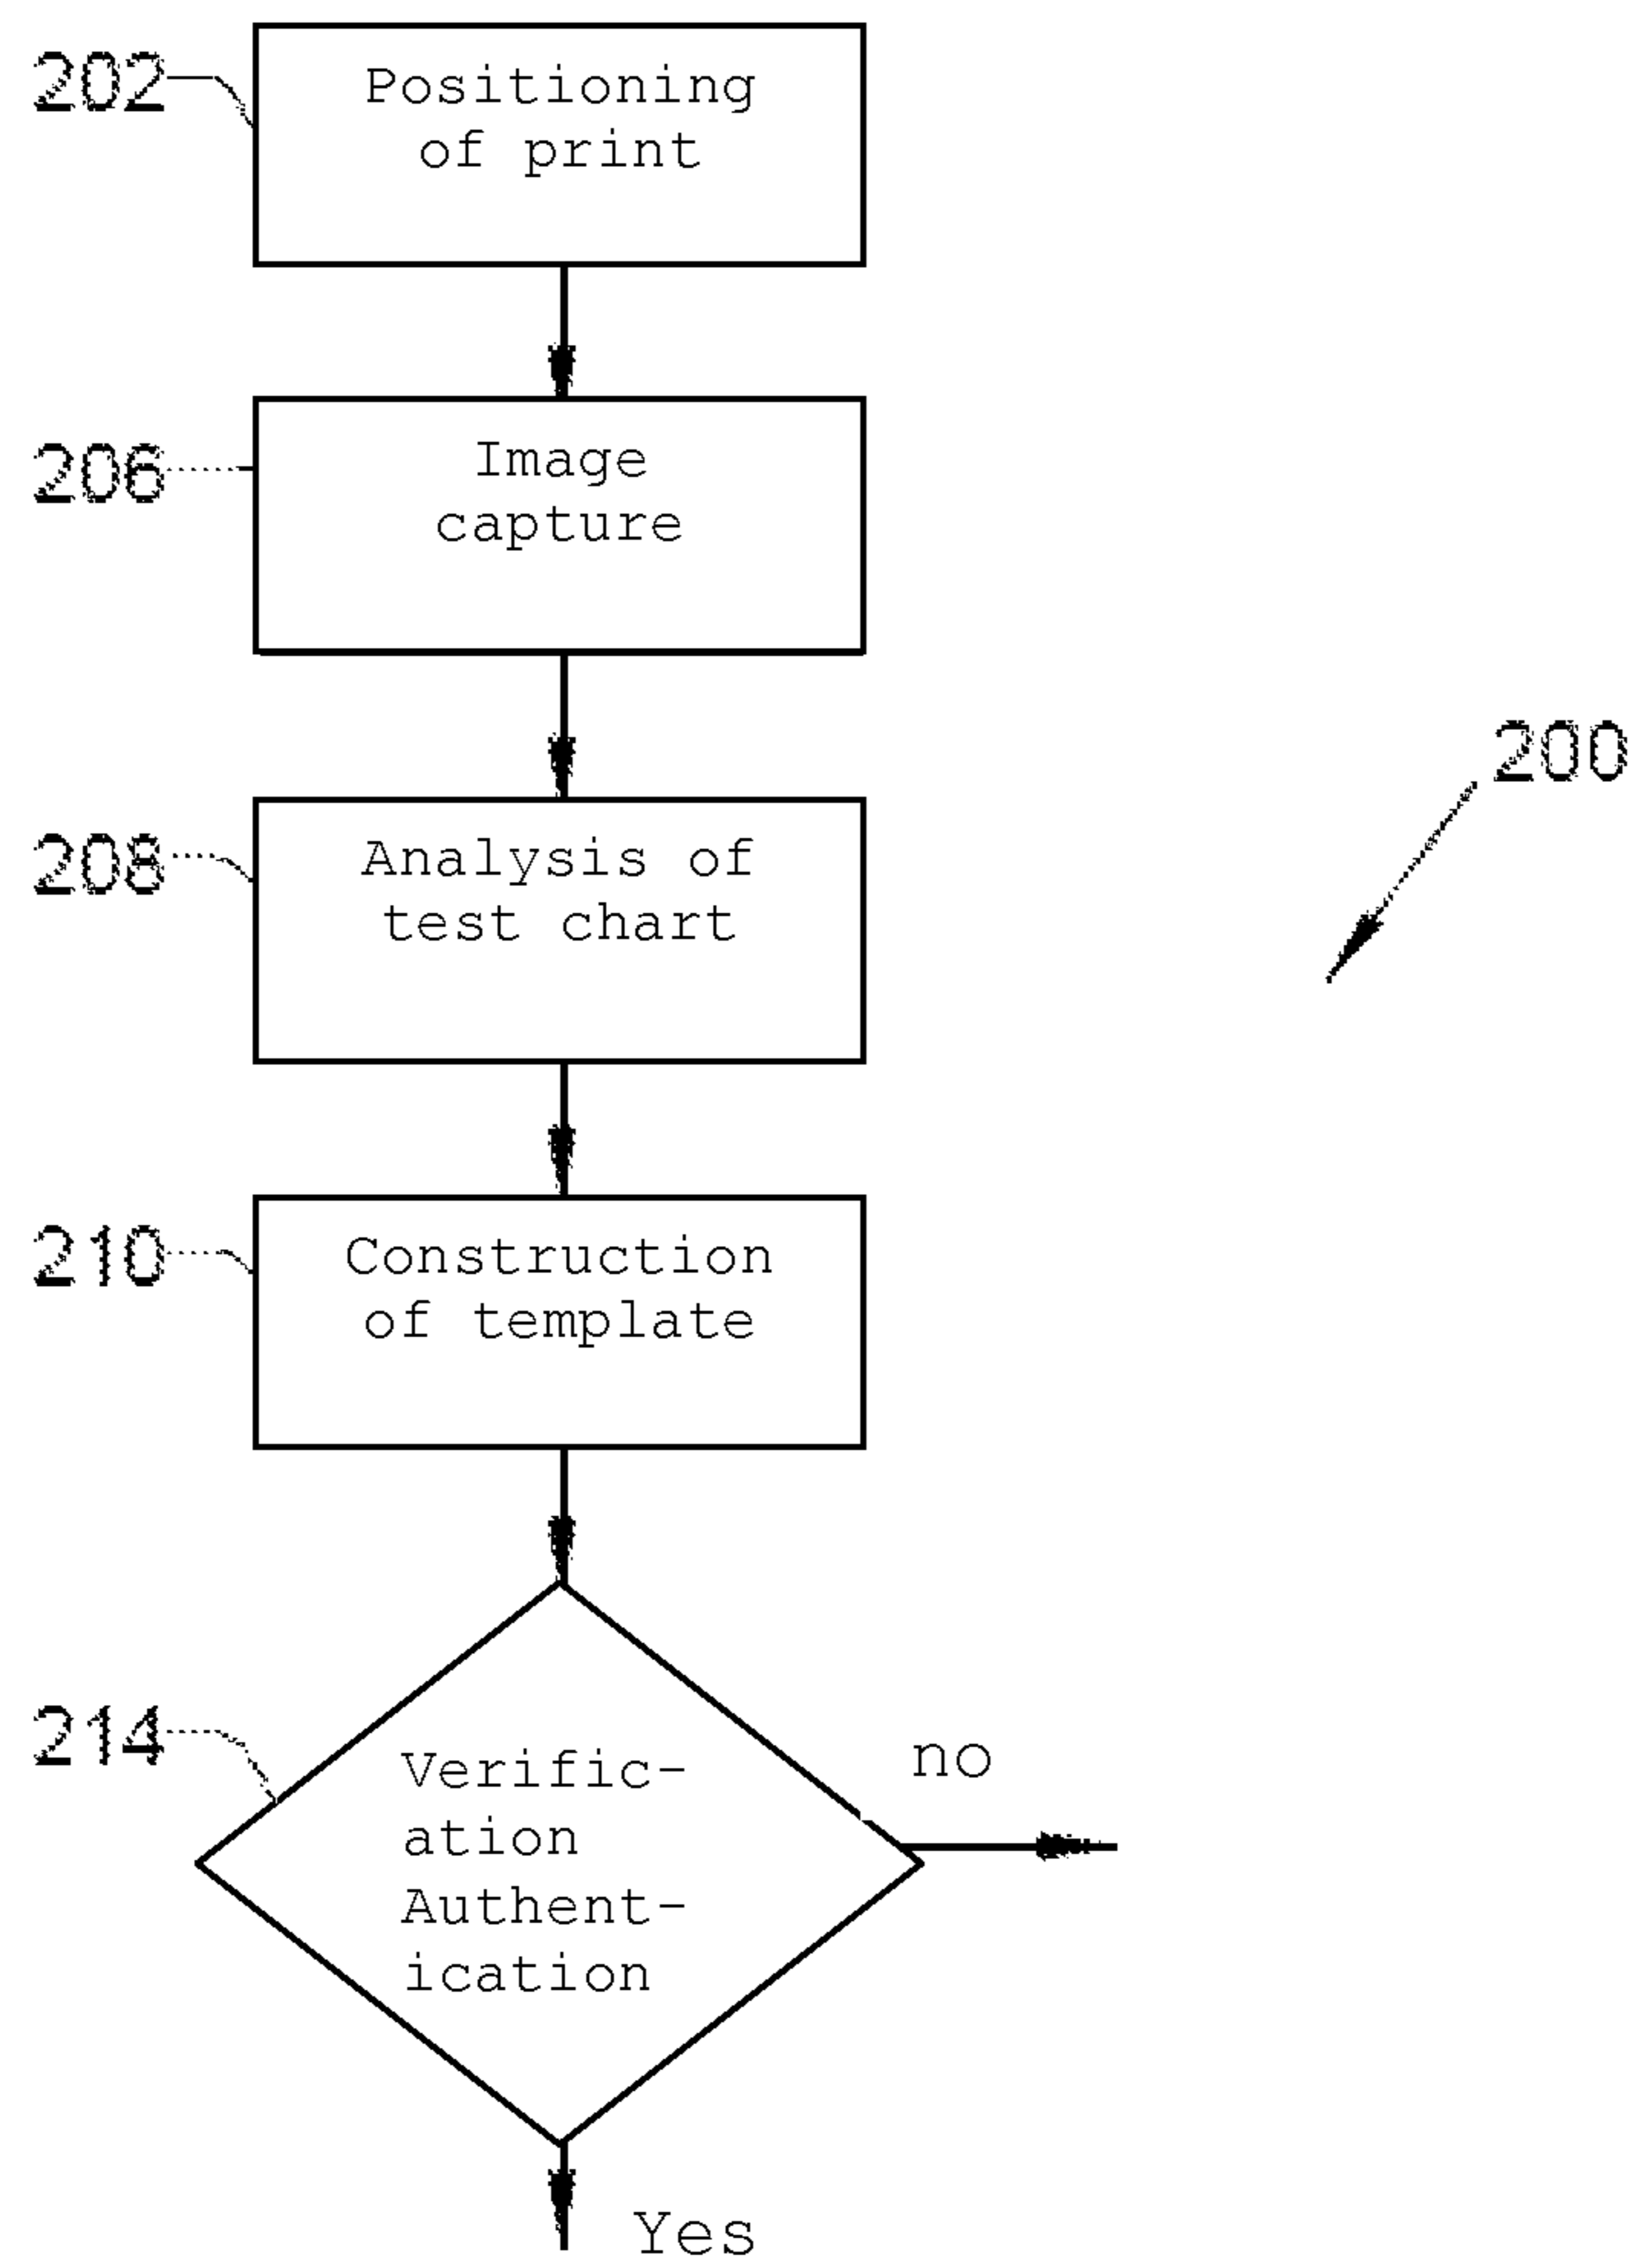 202
Positioning
of print
206
Image
capture
200
208
Analysis of
test chart
210
Construction
of template
214
Verific-
ation
Authent-
ication
no
Yes